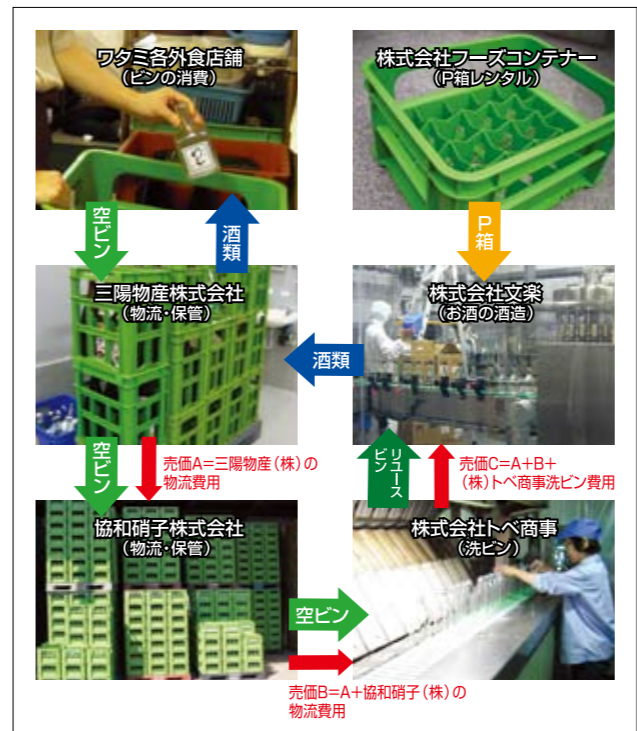 ワタミ各外食店舗
(ビンの消費)
株式会社フーズコンテナー
(P箱レンタル)
空ビン
酒類
P箱
三陽物産株式会社
(物流・保管)
株式会社文楽
(お酒の酒造)
酒類
空ビン
売価A=三陽物産(株)の
物流費用
リユース
ビン
売価C=A+B+
(株)トベ商事洗ビン費用
協和硝子株式会社
(物流・保管)
株式会社トベ商事
(洗ビン)
空ビン
売価B=A+協和硝子(株)の
物流費用